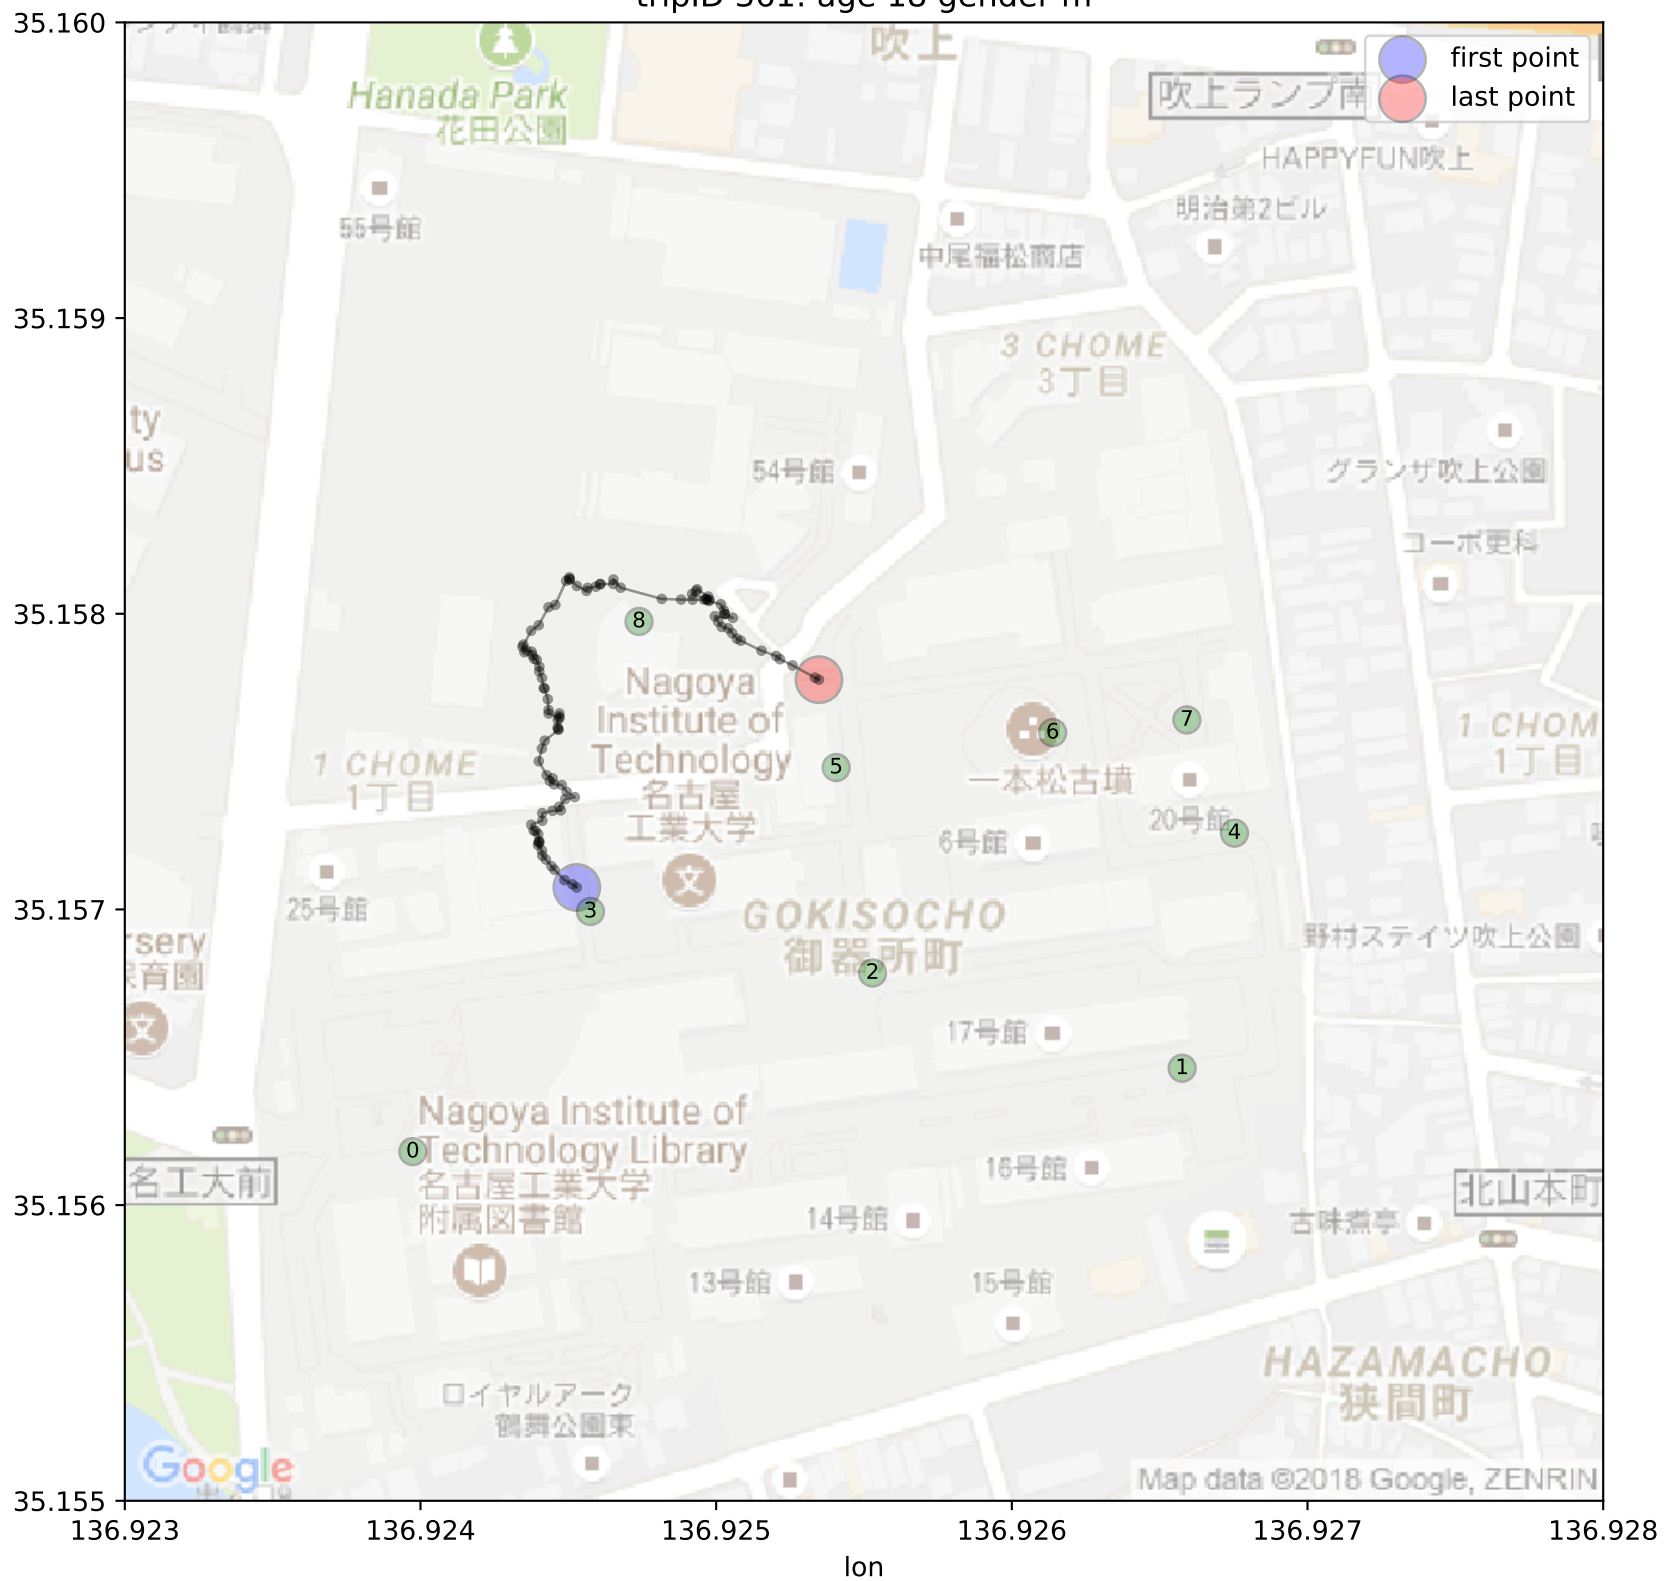 35.160
Hanada Park
花田公園
吹上
吹上ランプ南
first point
last point
HAPPYFUN吹上
明治第2ビル
55号館
中尾福松商店
35.159
3 CHOME
3丁目
ty
us
54号館
グランザ吹上公園
コーポ更科
35.158
8
Nagoya
Institute of
Technology
名古屋
工業大学
7
6
5
1 CHOME
1丁目
一本松古墳
1 CHOM
1丁目
20号館
4
6号館
35.157
25号館
3
GOKISOCHO
御器所町
2
野村ステイツ吹上公園
rsery
育園
17号館
1
Nagoya Institute of
Technology Library
名古屋工業大学
附属図書館
0
名工大前
16号館
北山本町
35.156
14号館
古味煮亭
13号館
15号館
HAZAMACHO
狭間町
ロイヤルアーク
鶴舞公園東
Google
Map data ©2018 Google, ZENRIN
35.155
136.923
136.924
136.925
136.926
136.927
136.928
lon